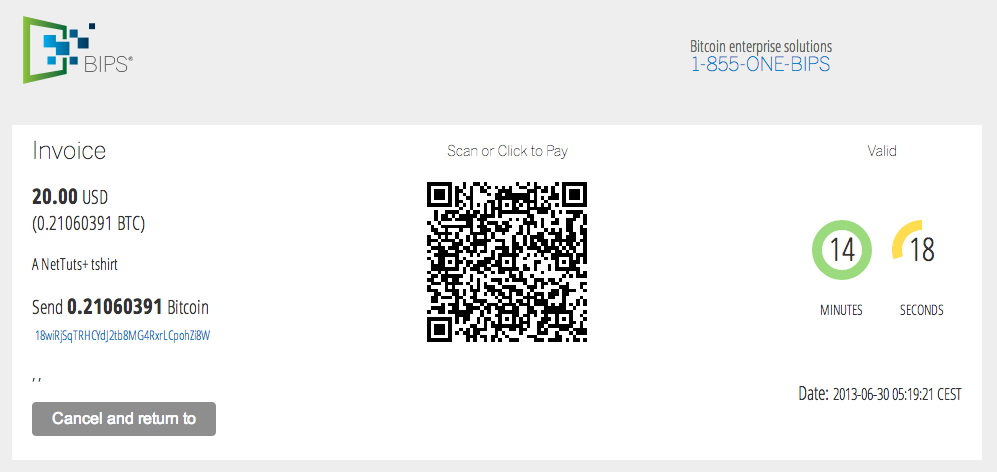 BIPS®
Bitcoin enterprise solutions
1-855-ONE-BIPS
Invoice
20.00 USD
(0.21060391 BTC)
A NetTuts+ tshirt
Send 0.21060391 Bitcoin
18wiRjSqTRHCYdJ2tb8MG4RxrLCpohZi8W
, ,
Cancel and return to
Scan or Click to Pay
Valid
14 18
MINUTES SECONDS
Date: 2013-06-30 05:19:21 CEST